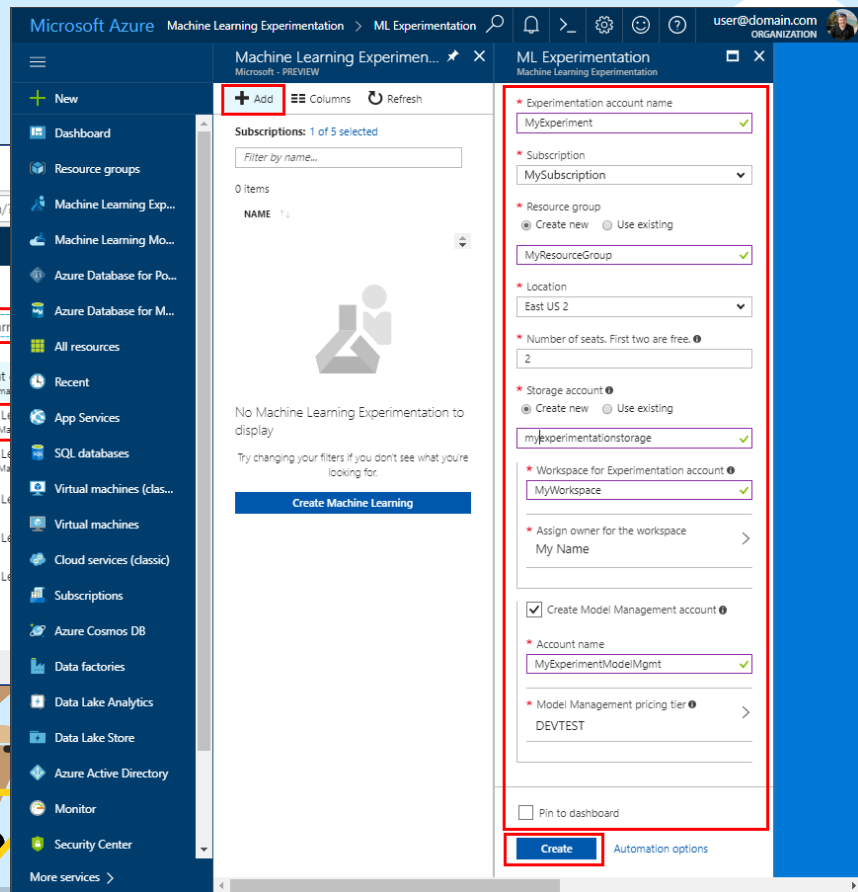 Microsoft Azure Machine Learning Experimentation > ML Experimentation
user@domain.com
ORGANIZATION
New
Dashboard
Resource groups
Machine Learning Exp...
Machine Learning Mo...
Azure Database for Po...
Azure Database for M...
All resources
Recent
App Services
SQL databases
Virtual machines (clas...
Virtual machines
Cloud services (classic)
Subscriptions
Azure Cosmos DB
Data factories
Data Lake Analytics
Data Lake Store
Azure Active Directory
Monitor
Security Center
More services >
Machine Learning Experimen...
Microsoft - PREVIEW
Add Columns Refresh
Subscriptions: 1 of 5 selected
Filter by name...
0 items
NAME
No Machine Learning Experimentation to
display
Try changing your filters if you don't see what you're
looking for.
Create Machine Learning
ML Experimentation
Machine Learning Experimentation
* Experimentation account name
MyExperiment
* Subscription
MySubscription
* Resource group
Create new Use existing
MyResourceGroup
* Location
East US 2
* Number of seats. First two are free.
2
* Storage account
Create new Use existing
myexperimentationstorage
* Workspace for Experimentation account
MyWorkspace
* Assign owner for the workspace
My Name
Create Model Management account
* Account name
MyExperimentModelMgmt
* Model Management pricing tier
DEVTEST
Pin to dashboard
Create Automation options